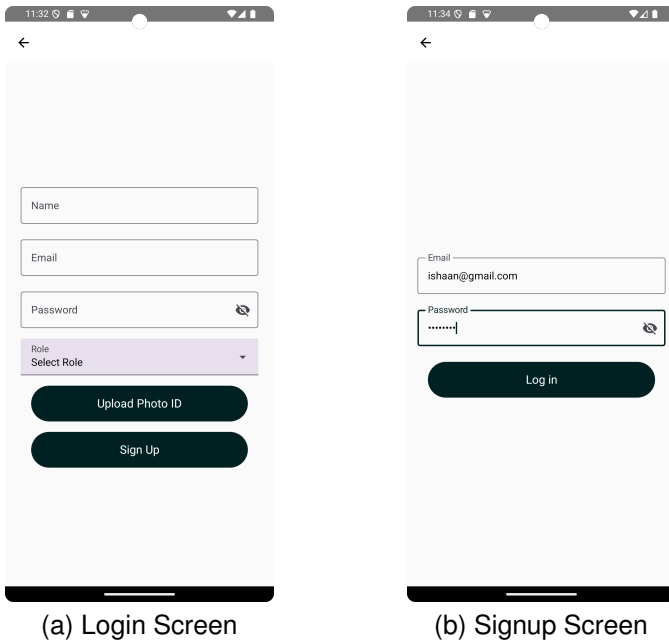 11:32
Name
Email
Password
Role
Select Role
Upload Photo ID
Sign Up
(a) Login Screen
11:34
Email
ishaan@gmail.com
Password
••••••••
Log in
(b) Signup Screen